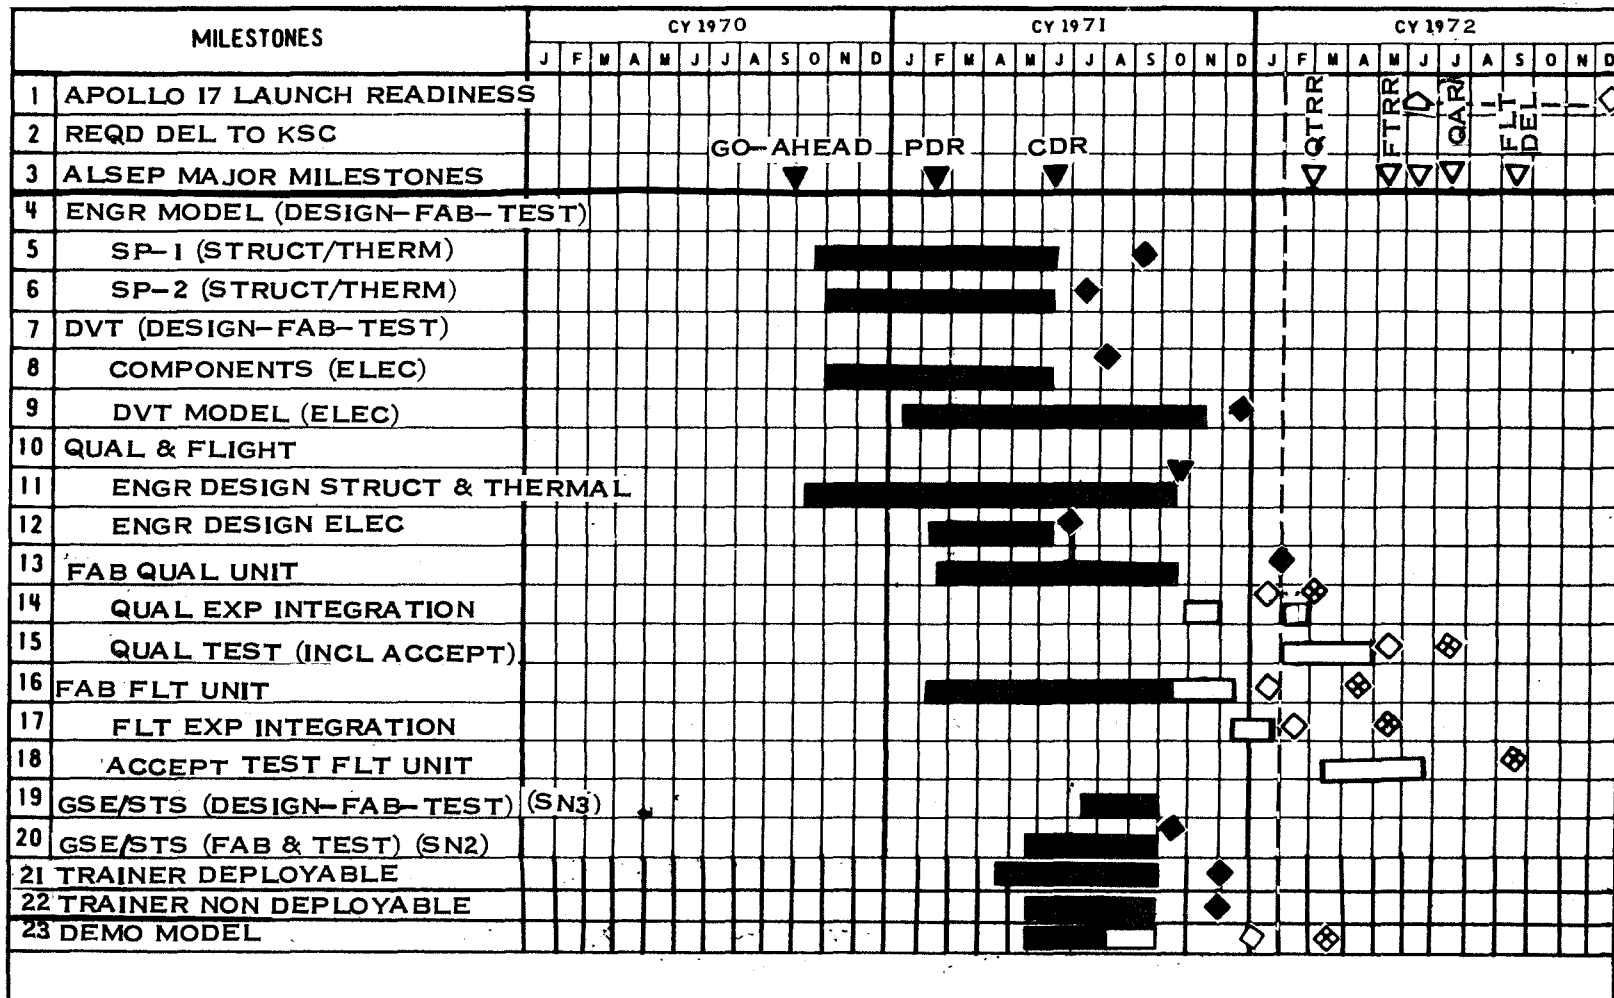 MILESTONES
CY 1970 CY 1971 CY 1972
J F M A M J J A S O N D J F M A M J J A S O N D J F M A M J J A S O N D
1 APOLLO 17 LAUNCH READINESS
2 REQD DEL TO KSC
GO-AHEAD PDR CDR QTRR FTRR QAR FLT DEL
3 ALSEP MAJOR MILESTONES
4 ENGR MODEL (DESIGN-FAB-TEST)
5 SP-1 (STRUCT/THERM)
6 SP-2 (STRUCT/THERM)
7 DVT (DESIGN-FAB-TEST)
8 COMPONENTS (ELEC)
9 DVT MODEL (ELEC)
10 QUAL & FLIGHT
11 ENGR DESIGN STRUCT & THERMAL
12 ENGR DESIGN ELEC
13 FAB QUAL UNIT
14 QUAL EXP INTEGRATION
15 QUAL TEST (INCL ACCEPT)
16 FAB FLT UNIT
17 FLT EXP INTEGRATION
18 ACCEPT TEST FLT UNIT
19 GSE/STS (DESIGN-FAB-TEST) (SN3)
20 GSE/STS (FAB & TEST) (SN2)
21 TRAINER DEPLOYABLE
22 TRAINER NON DEPLOYABLE
23 DEMO MODEL